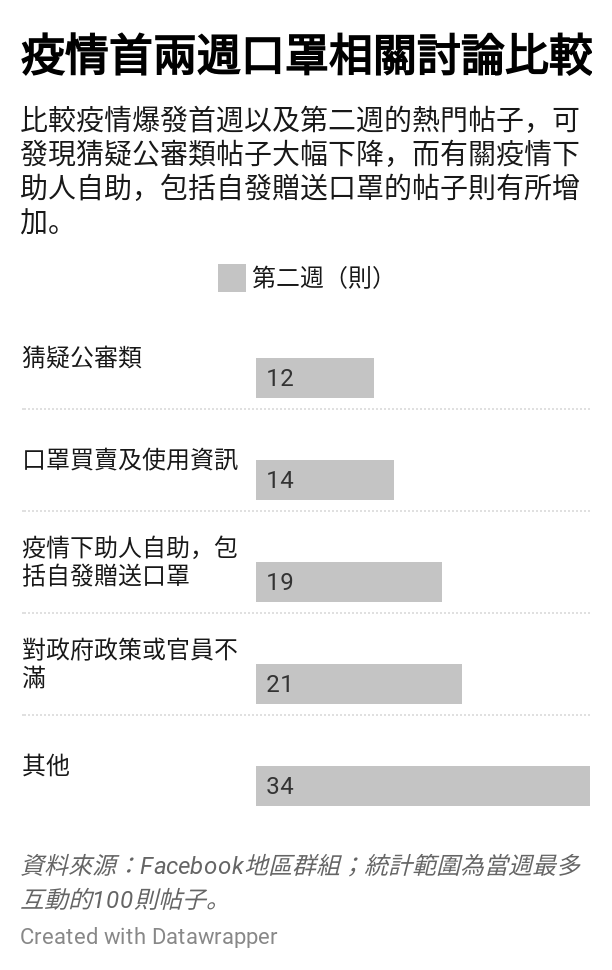 疫情首兩週口罩相關討論比較
比較疫情爆發首週以及第二週的熱門帖子，可
發現猜疑公審類帖子大幅下降，而有關疫情下
助人自助，包括自發贈送口罩的帖子則有所增
加。
第二週（則）
猜疑公審類
12
口罩買賣及使用資訊
14
疫情下助人自助，包
括自發贈送口罩
19
對政府政策或官員不
滿
21
其他
34
資料來源：Facebook地區群組；統計範圍為當週最多
互動的100則帖子。
Created with Datawrapper